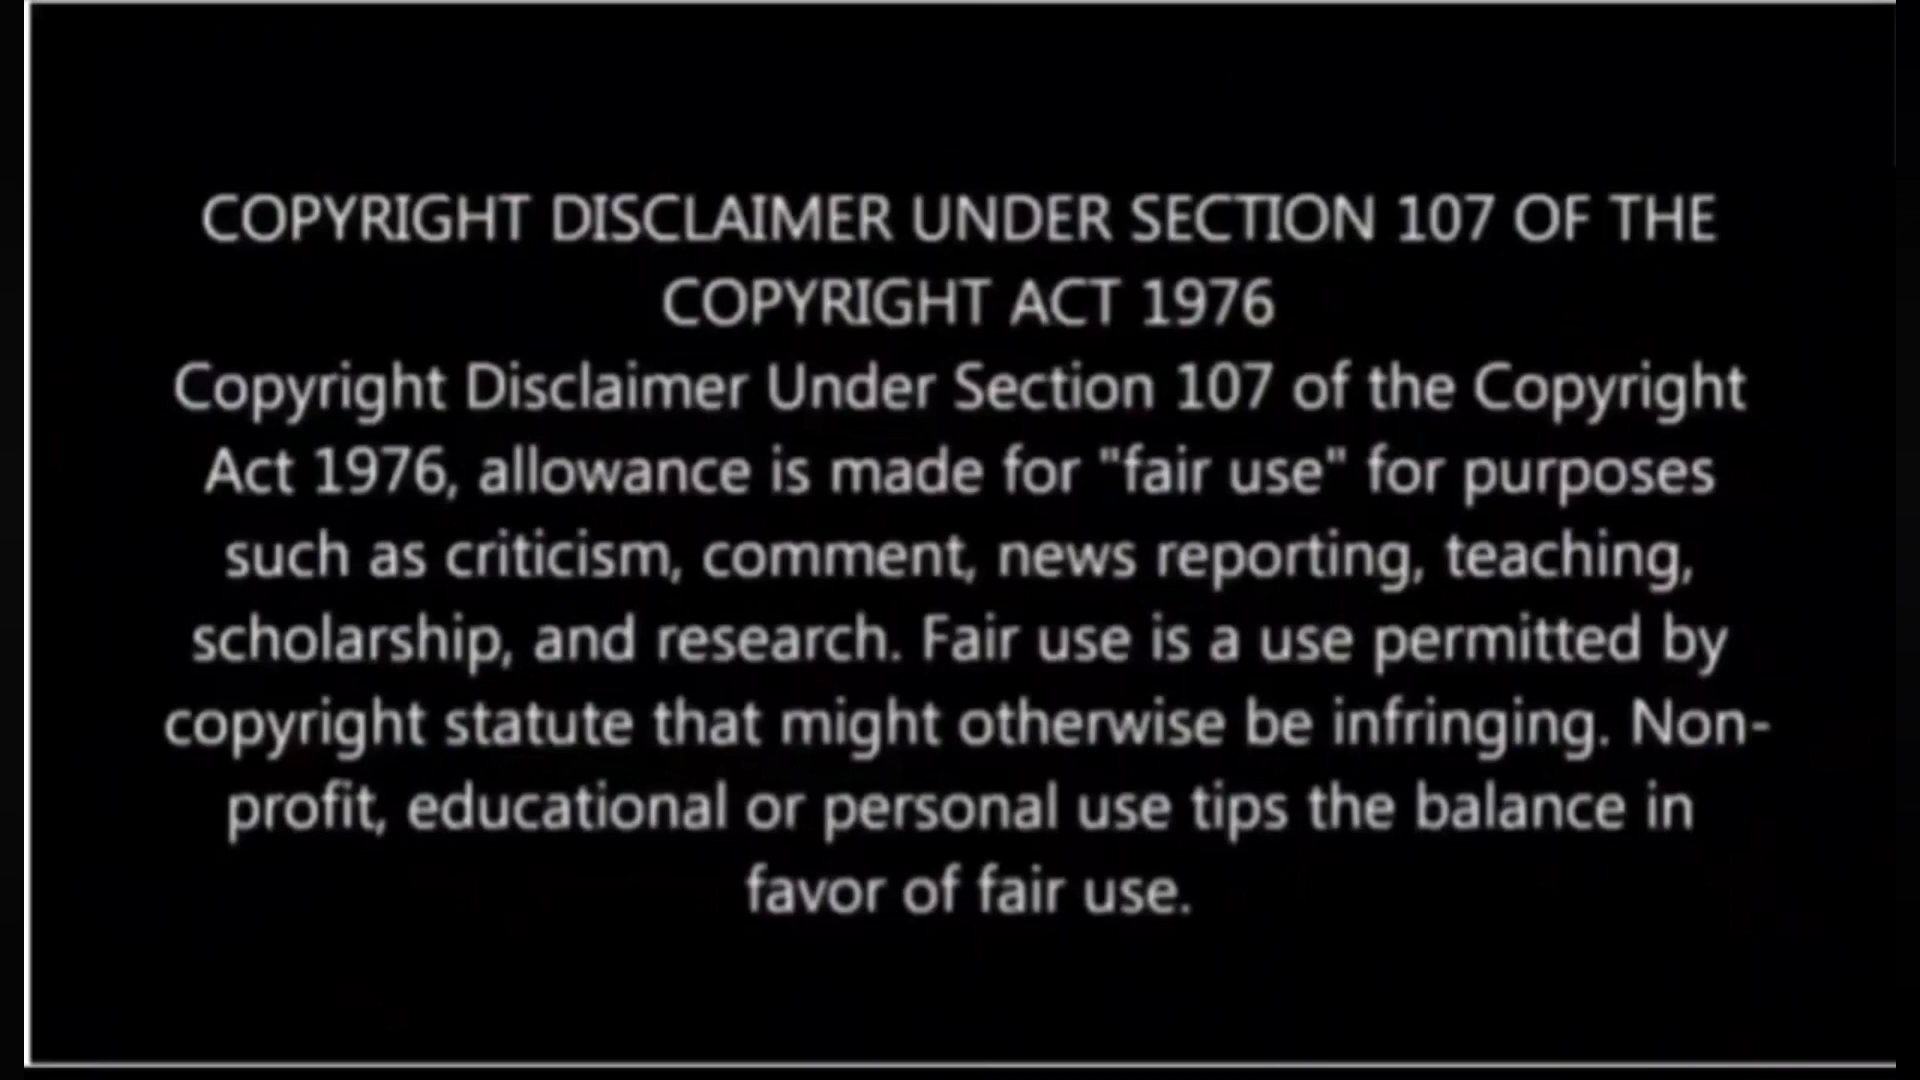 COPYRIGHT DISCLAIMER UNDER SECTION 107 OF THE
COPYRIGHT ACT 1976
Copyright Disclaimer Under Section 107 of the Copyright
Act 1976, allowance is made for "fair use" for purposes
such as criticism, comment, news reporting, teaching,
scholarship, and research. Fair use is a use permitted by
copyright statute that might otherwise be infringing. Non-
profit, educational or personal use tips the balance in
favor of fair use.